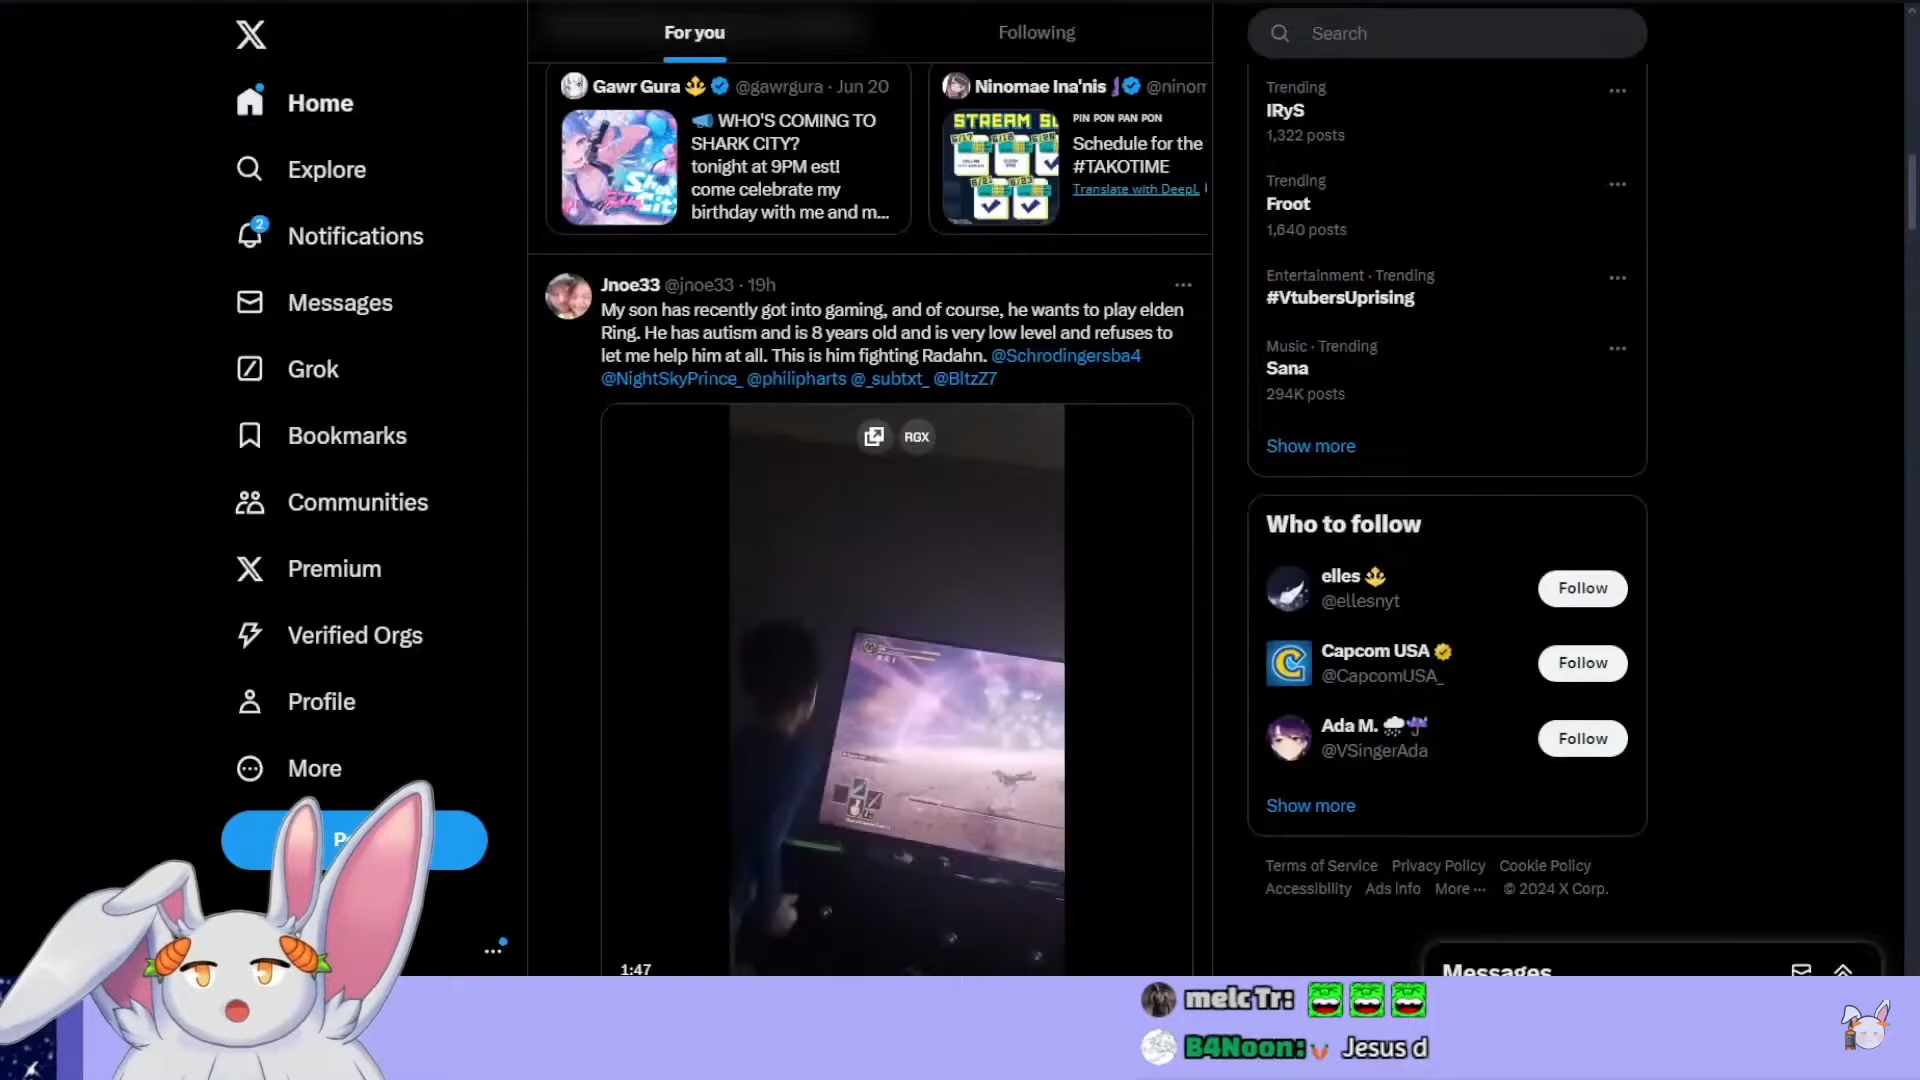 Home
Explore
2
Notifications
Messages
Grok
Bookmarks
Communities
Premium
Verified Orgs
Profile
More
For you
Following
Gawr Gura @gawrgura · Jun 20
WHO'S COMING TO
SHARK CITY?
tonight at 9PM est!
come celebrate my
birthday with me and m...
Ninomae Ina'nis @ninom
STREAM
PIN PON PAN PON
Schedule for the
#TAKOTIME
Translate with DeepL
Jnoe33 @jnoe33 · 19h
My son has recently got into gaming, and of course, he wants to play elden
Ring. He has autism and is 8 years old and is very low level and refuses to
let me help him at all. This is him fighting Radahn. @Schrodingersba4
@NightSkyPrince_ @philipharts @_subtxt_ @BltzZ7
RGX
1:47
Search
Trending
IRyS
1,322 posts
Trending
Froot
1,640 posts
Entertainment · Trending
#VtubersUprising
Music · Trending
Sana
294K posts
Show more
Who to follow
elles
@ellesnyt
Follow
Capcom USA
@CapcomUSA_
Follow
Ada M.
@VSingerAda
Follow
Show more
Terms of Service Privacy Policy Cookie Policy
Accessibility Ads info More ··· © 2024 X Corp.
Messages
melcTr:
B4Noon: Jesus d